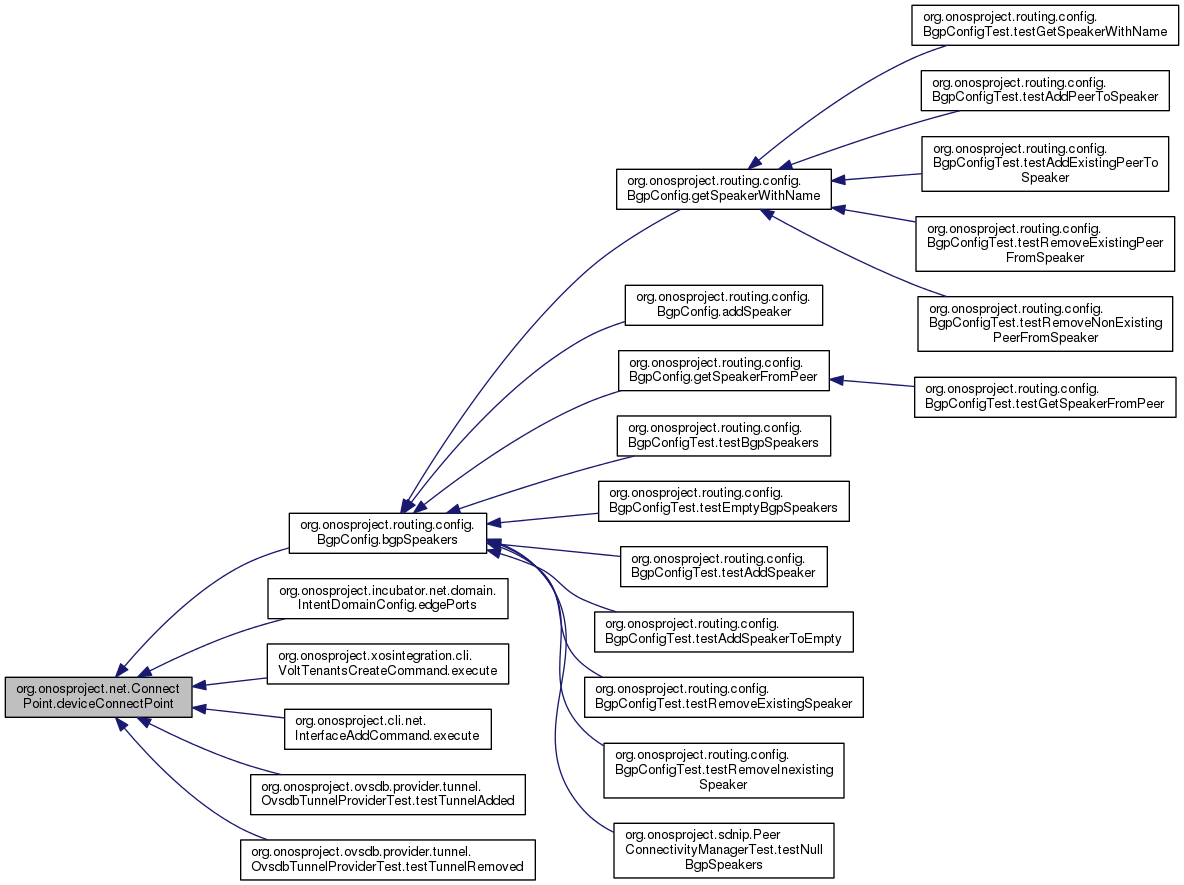 org.onosproject.routing.config.
BgpConfigTest.testGetSpeakerWithName
org.onosproject.routing.config.
BgpConfigTest.testAddPeerToSpeaker
org.onosproject.routing.config.
BgpConfigTest.testAddExistingPeerTo
Speaker
org.onosproject.routing.config.
BgpConfig.getSpeakerWithName
org.onosproject.routing.config.
BgpConfigTest.testRemoveExistingPeer
FromSpeaker
org.onosproject.routing.config.
BgpConfig.addSpeaker
org.onosproject.routing.config.
BgpConfigTest.testRemoveNonExisting
PeerFromSpeaker
org.onosproject.routing.config.
BgpConfig.getSpeakerFromPeer
org.onosproject.routing.config.
BgpConfigTest.testGetSpeakerFromPeer
org.onosproject.routing.config.
BgpConfigTest.testBgpSpeakers
org.onosproject.routing.config.
BgpConfigTest.testEmptyBgpSpeakers
org.onosproject.routing.config.
BgpConfig.bgpSpeakers
org.onosproject.routing.config.
BgpConfigTest.testAddSpeaker
org.onosproject.incubator.net.domain.
IntentDomainConfig.edgePorts
org.onosproject.routing.config.
BgpConfigTest.testAddSpeakerToEmpty
org.onosproject.xosintegration.cli.
VoltTenantsCreateCommand.execute
org.onosproject.net.Connect
Point.deviceConnectPoint
org.onosproject.routing.config.
BgpConfigTest.testRemoveExistingSpeaker
org.onosproject.cli.net.
InterfaceAddCommand.execute
org.onosproject.routing.config.
BgpConfigTest.testRemoveInexisting
Speaker
org.onosproject.ovsdb.provider.tunnel.
OvsdbTunnelProviderTest.testTunnelAdded
org.onosproject.sdnip.Peer
ConnectivityManagerTest.testNull
BgpSpeakers
org.onosproject.ovsdb.provider.tunnel.
OvsdbTunnelProviderTest.testTunnelRemoved